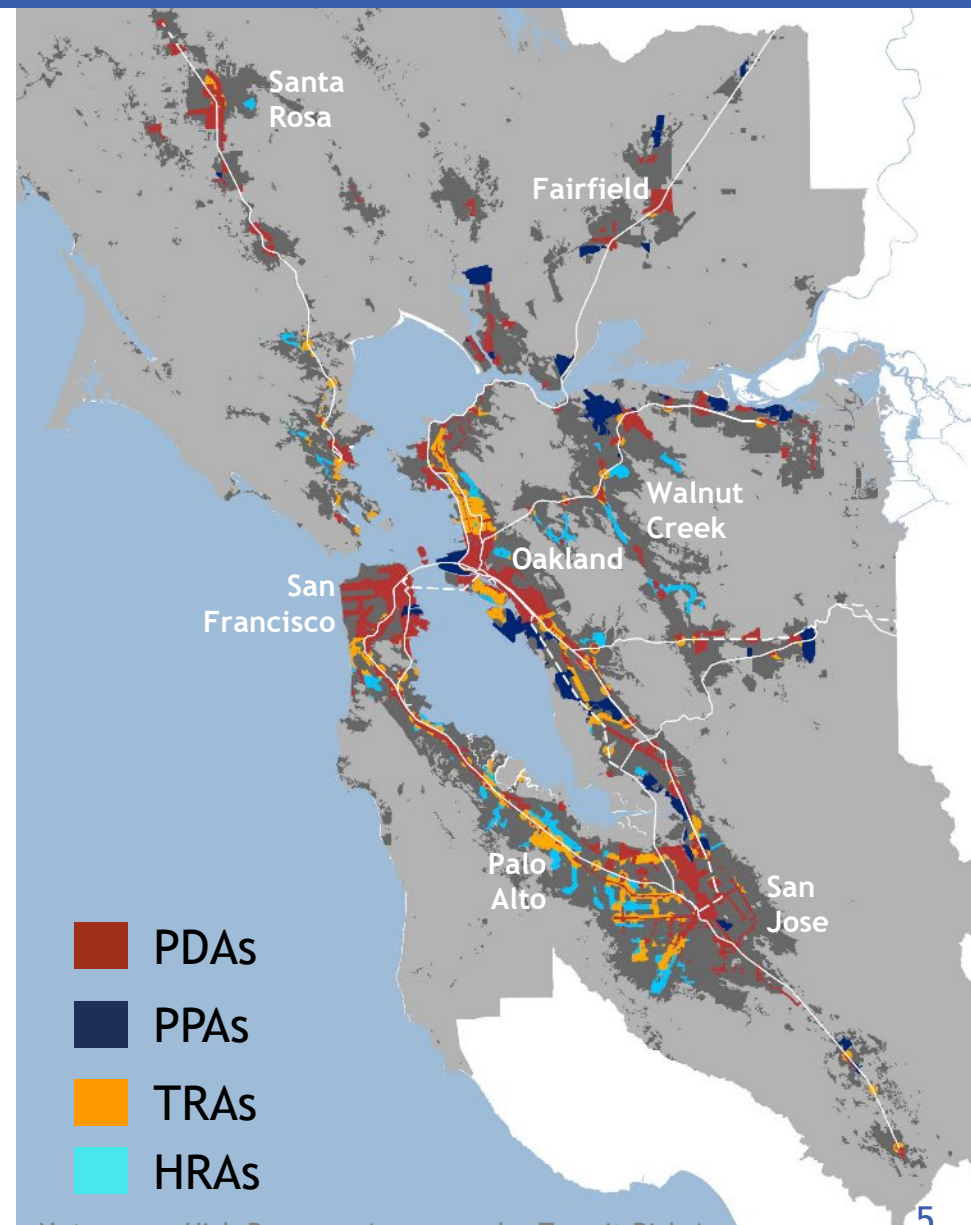 Santa
Rosa
Fairfield
Walnut
Creek
Oakland
San
Francisco
Palo
Alto
San
Jose
PDAs
PPAs
TRAs
HRAs
5